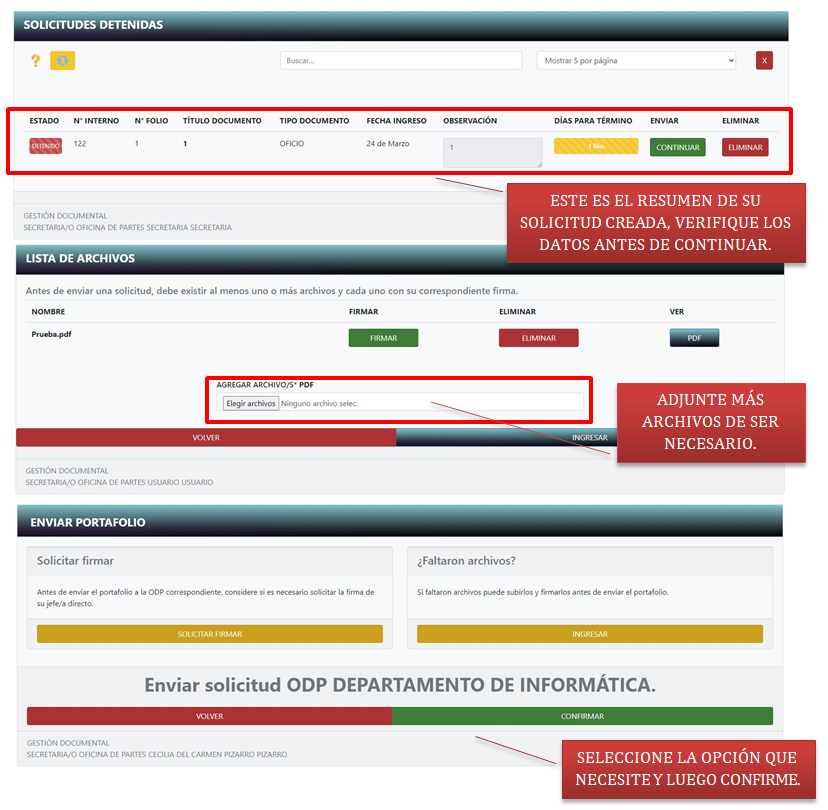 SOLICITUDES DETENIDAS
?
Buscar...
Mostrar 5 por página
X
ESTADO N° INTERNO N° FOLIO TÍTULO DOCUMENTO TIPO DOCUMENTO FECHA INGRESO OBSERVACIÓN DÍAS PARA TÉRMINO ENVIAR ELIMINAR
DETENIDO 122 1 1 OFICIO 24 de Marzo 1 1 Días CONTINUAR ELIMINAR
ESTE ES EL RESUMEN DE SU
SOLICITUD CREADA, VERIFIQUE LOS
DATOS ANTES DE CONTINUAR.
GESTIÓN DOCUMENTAL
SECRETARIA/O OFICINA DE PARTES SECRETARIA SECRETARIA
LISTA DE ARCHIVOS
Antes de enviar una solicitud, debe existir al menos uno o más archivos y cada uno con su correspondiente firma.
NOMBRE FIRMAR ELIMINAR VER
Prueba.pdf FIRMAR ELIMINAR PDF
AGREGAR ARCHIVO/S* PDF
Elegir archivos Ninguno archivo selec.
ADJUNTE MÁS
ARCHIVOS DE SER
NECESARIO.
VOLVER INGRESAR
GESTIÓN DOCUMENTAL
SECRETARIA/O OFICINA DE PARTES USUARIO USUARIO
ENVIAR PORTAFOLIO
Solicitar firmar
Antes de enviar el portafolio a la ODP correspondiente, considere si es necesario solicitar la firma de
su jefe/a directo.
SOLICITAR FIRMAR
¿Faltaron archivos?
Si faltaron archivos puede subirlos y firmarlos antes de enviar el portafolio.
INGRESAR
Enviar solicitud ODP DEPARTAMENTO DE INFORMÁTICA.
VOLVER CONFIRMAR
GESTIÓN DOCUMENTAL
SECRETARIA/O OFICINA DE PARTES CECILIA DEL CARMEN PIZARRO PIZARRO
SELECCIONE LA OPCIÓN QUE
NECESITE Y LUEGO CONFIRME.